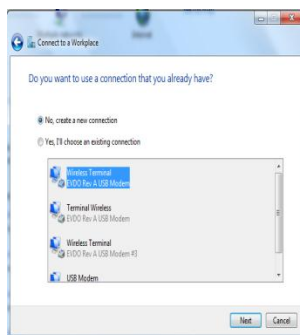 Connect to a Workplace
Do you want to use a connection that you already have?
No, create a new connection
Yes, I'll choose an existing connection
Wireless Terminal
EVDO Rev A USB Modem
Terminal Wireless
EVDO Rev A USB Modem
Wireless Terminal
EVDO Rev A USB Modem #3
USB Modem
Next Cancel